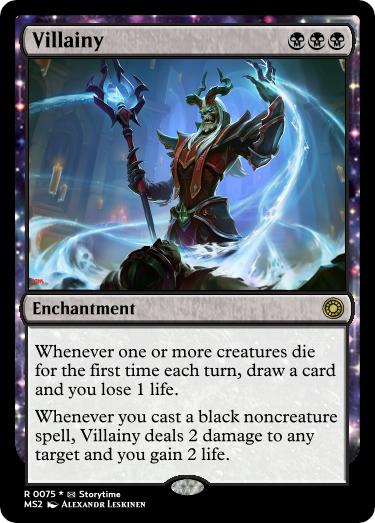 Villainy
Enchantment
Whenever one or more creatures die
for the first time each turn, draw a card
and you lose 1 life.
Whenever you cast a black noncreature
spell, Villainy deals 2 damage to any
target and you gain 2 life.
R 0075 * Storytime
MS2 Alexandr Leskinen